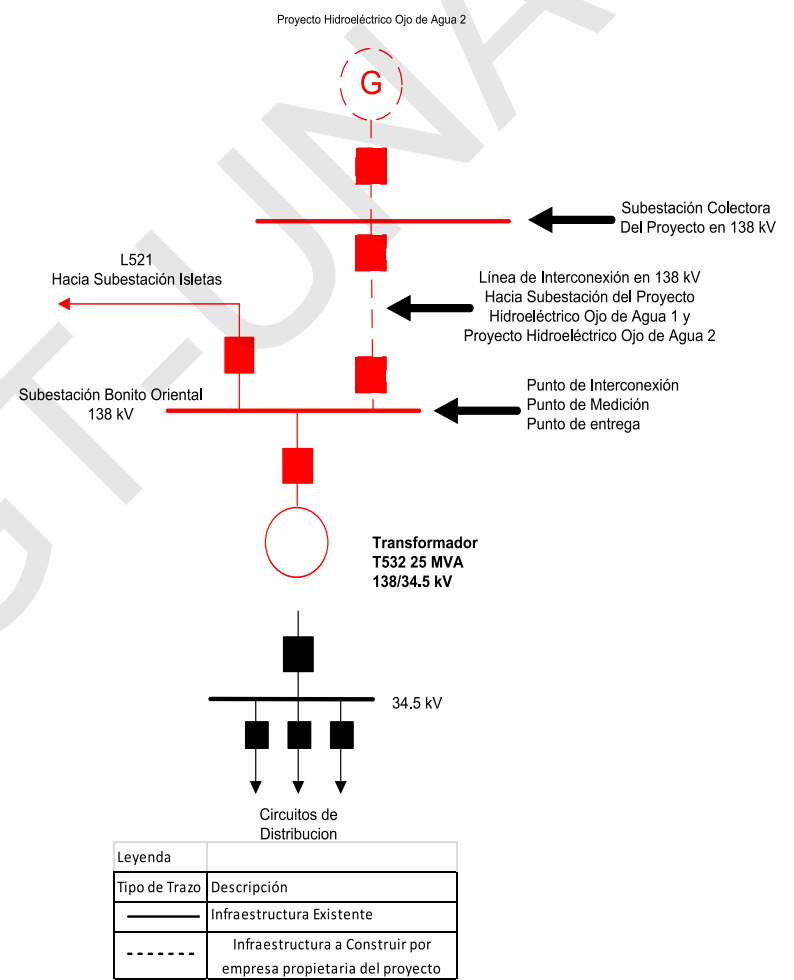 Proyecto Hidroeléctrico Ojo de Agua 2
G
Subestación Colectora
Del Proyecto en 138 kV
L521
Hacia Subestación Isletas
Línea de Interconexión en 138 kV
Hacia Subestación del Proyecto
Hidroeléctrico Ojo de Agua 1 y
Proyecto Hidroeléctrico Ojo de Agua 2
Subestación Bonito Oriental
138 kV
Punto de Interconexión
Punto de Medición
Punto de entrega
Transformador
T532 25 MVA
138/34.5 kV
34.5 kV
Circuitos de
Distribucion
Leyenda
Tipo de Trazo Descripción
Infraestructura Existente
Infraestructura a Construir por
empresa propietaria del proyecto
GT-UNA